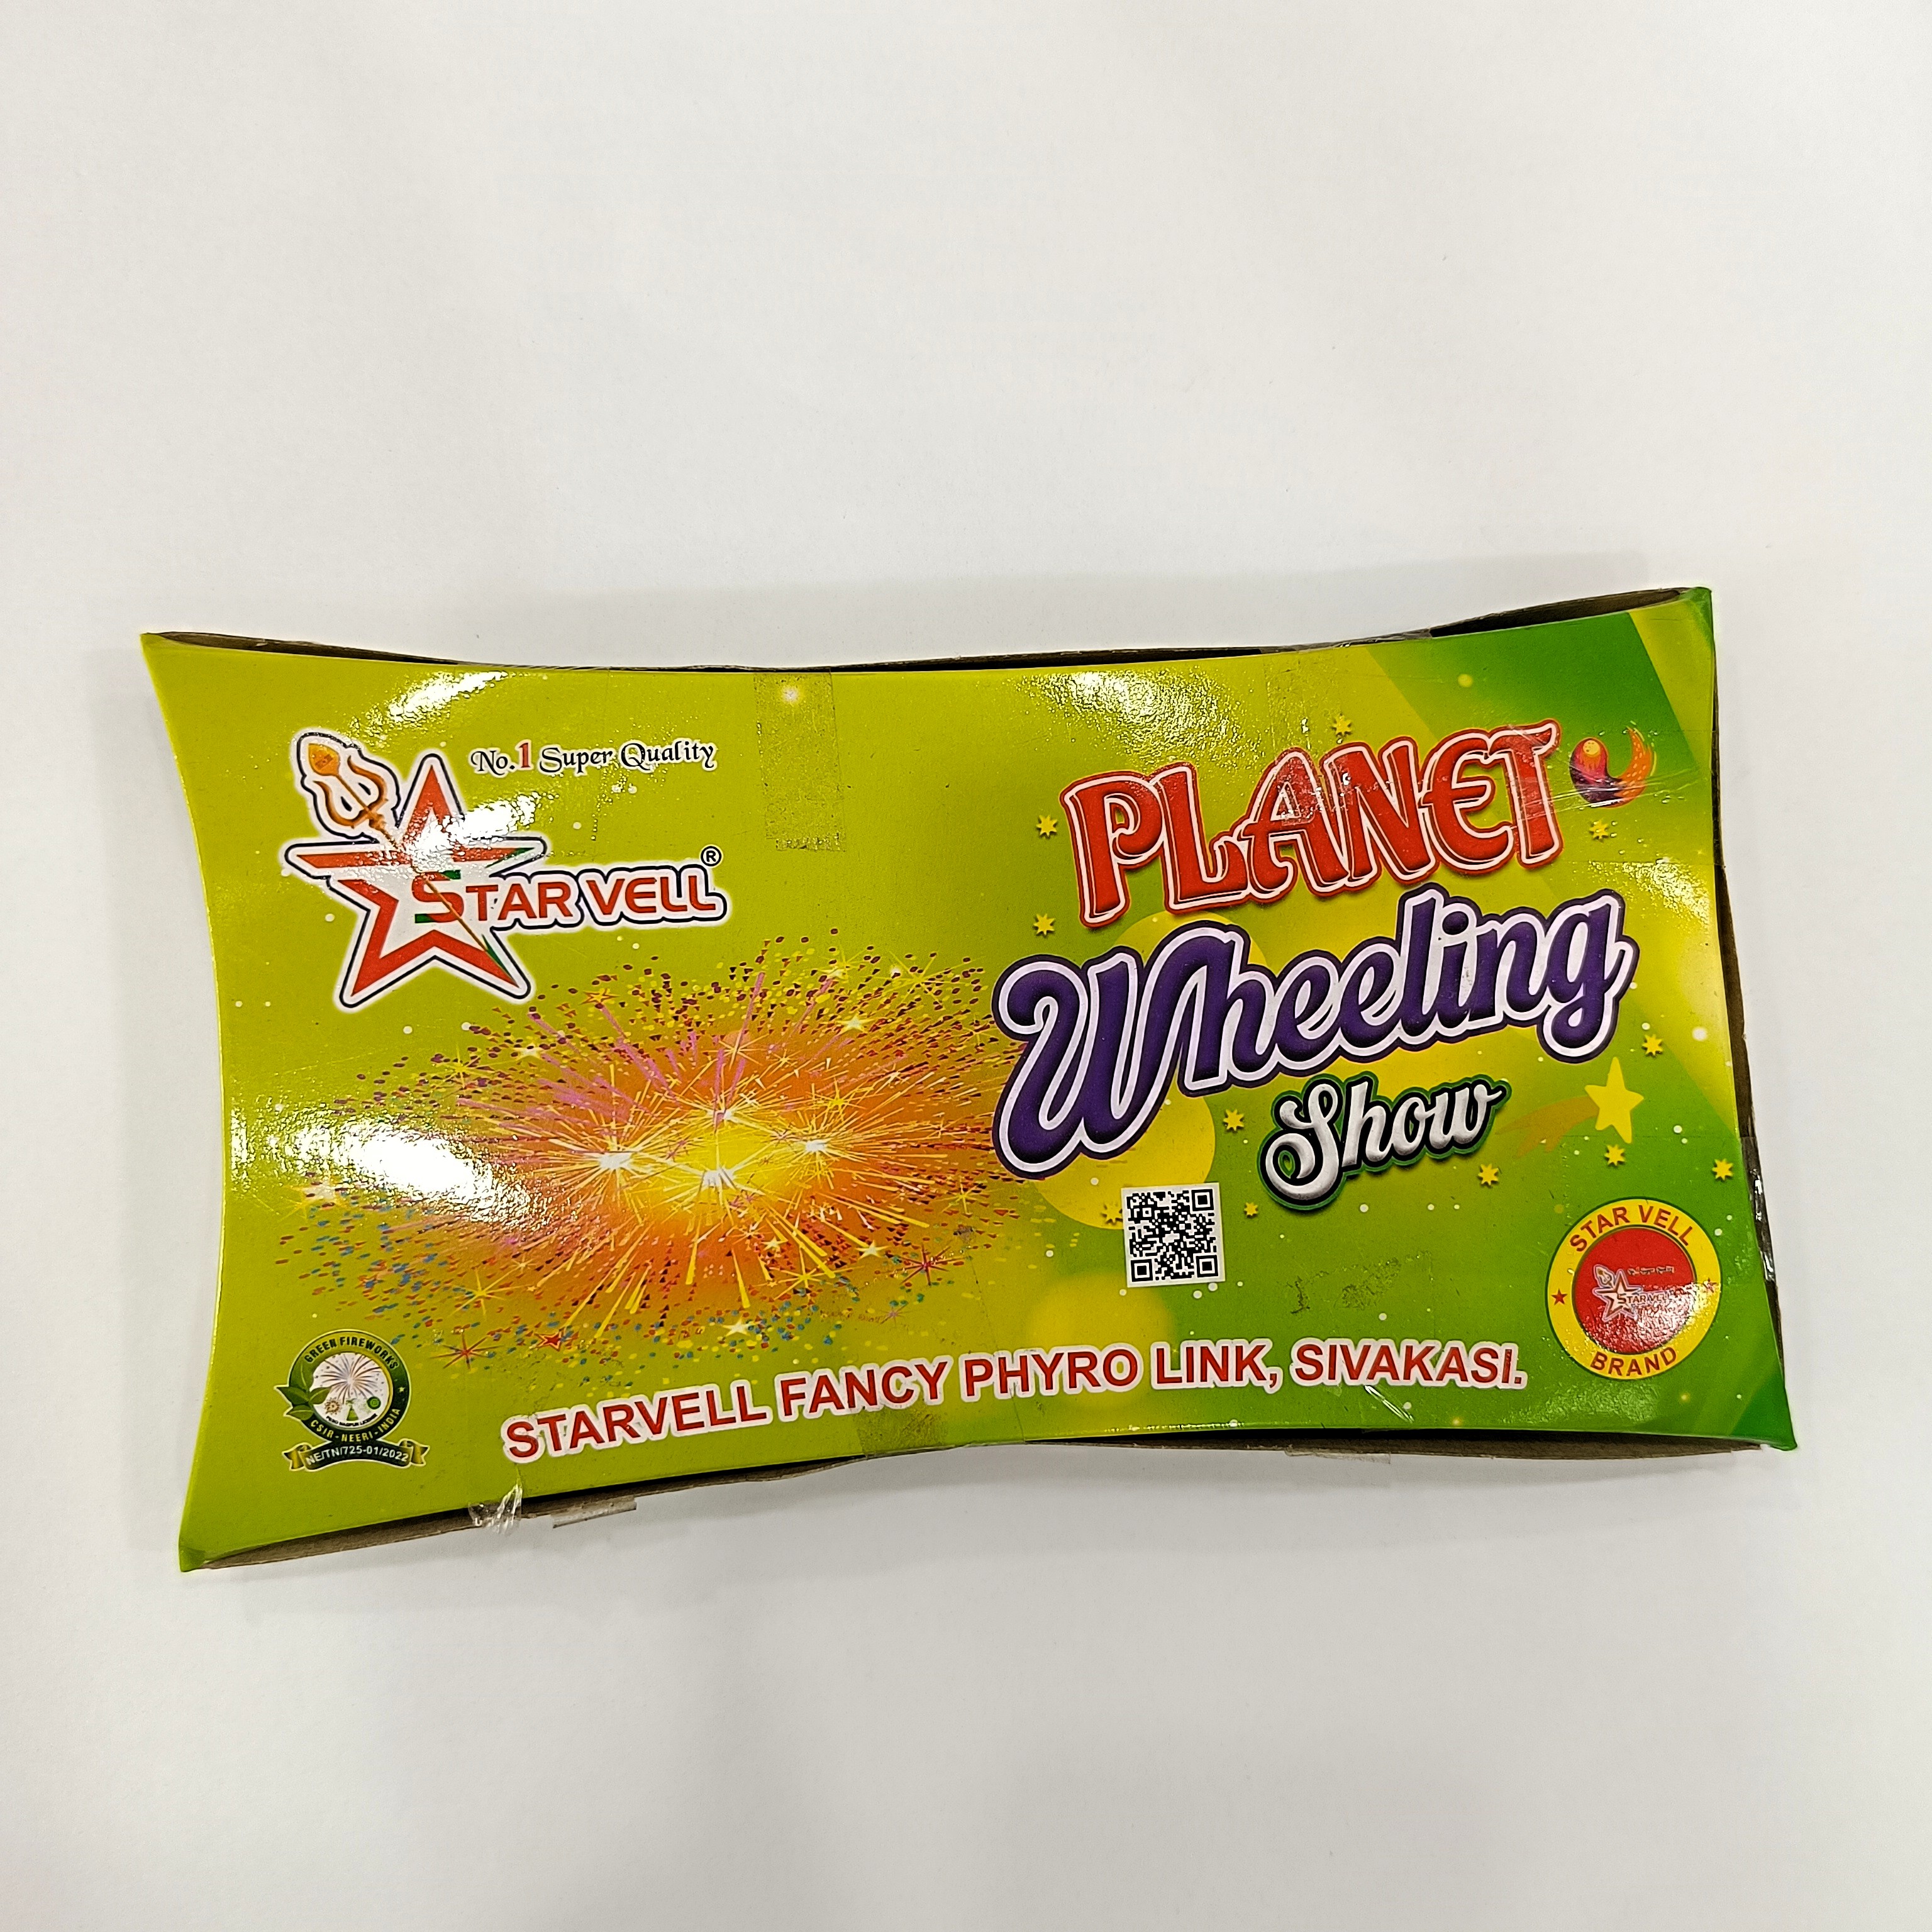 No.1 Super Quality
STAR VELL®
PLANET
Wheeling
Show
STAR VELL
BRAND
GREEN FIREWORKS
CSIR-NEERI-INDIA
NE/TN/725-01/2022
STARVELL FANCY PHYRO LINK, SIVAKASI.